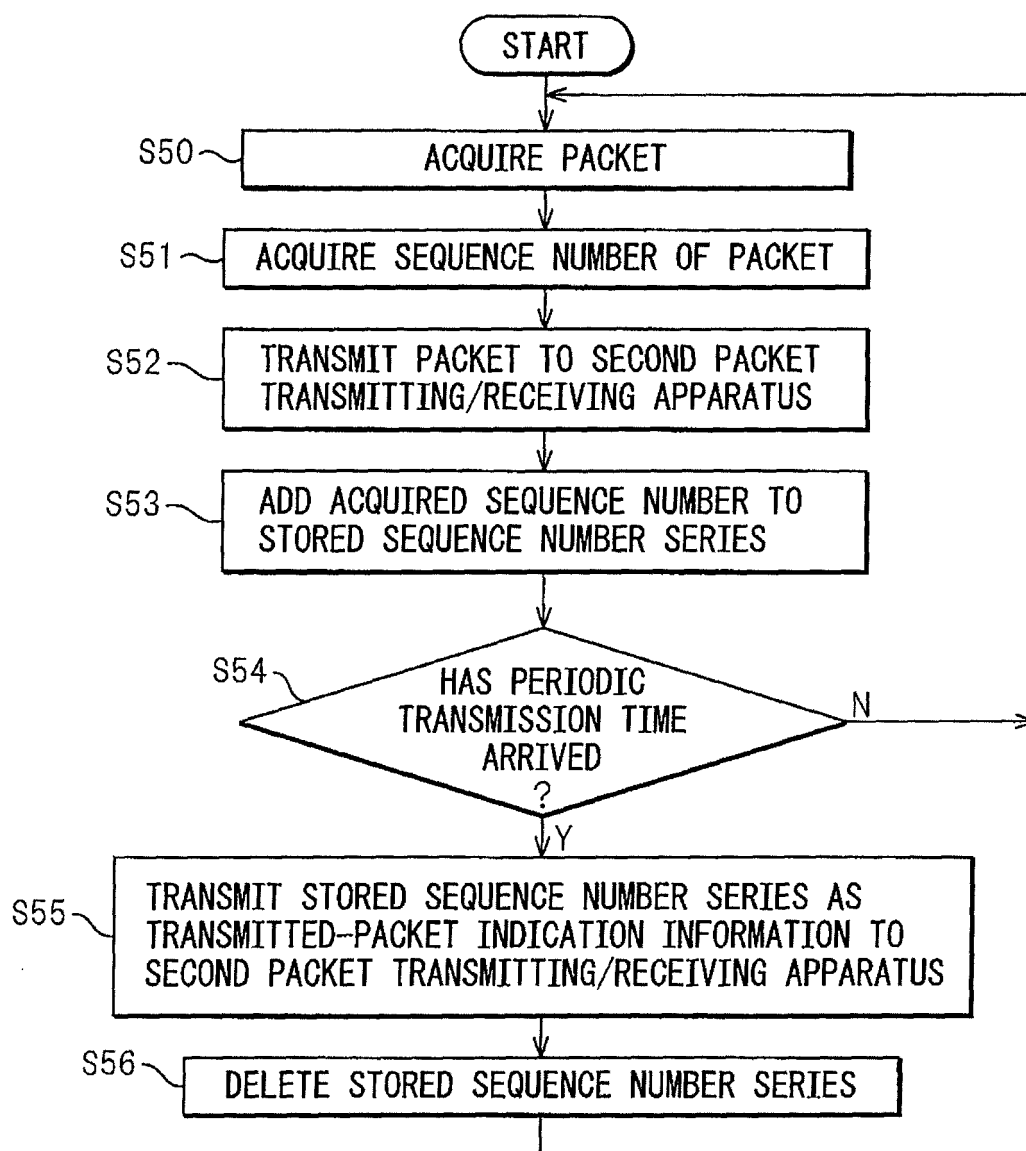 START
S50
ACQUIRE PACKET
S51
ACQUIRE SEQUENCE NUMBER OF PACKET
S52
TRANSMIT PACKET TO SECOND PACKET
TRANSMITTING/RECEIVING APPARATUS
S53
ADD ACQUIRED SEQUENCE NUMBER TO
STORED SEQUENCE NUMBER SERIES
S54
HAS PERIODIC
TRANSMISSION TIME
ARRIVED
?
N
Y
S55
TRANSMIT STORED SEQUENCE NUMBER SERIES AS
TRANSMITTED-PACKET INDICATION INFORMATION TO
SECOND PACKET TRANSMITTING/RECEIVING APPARATUS
S56
DELETE STORED SEQUENCE NUMBER SERIES